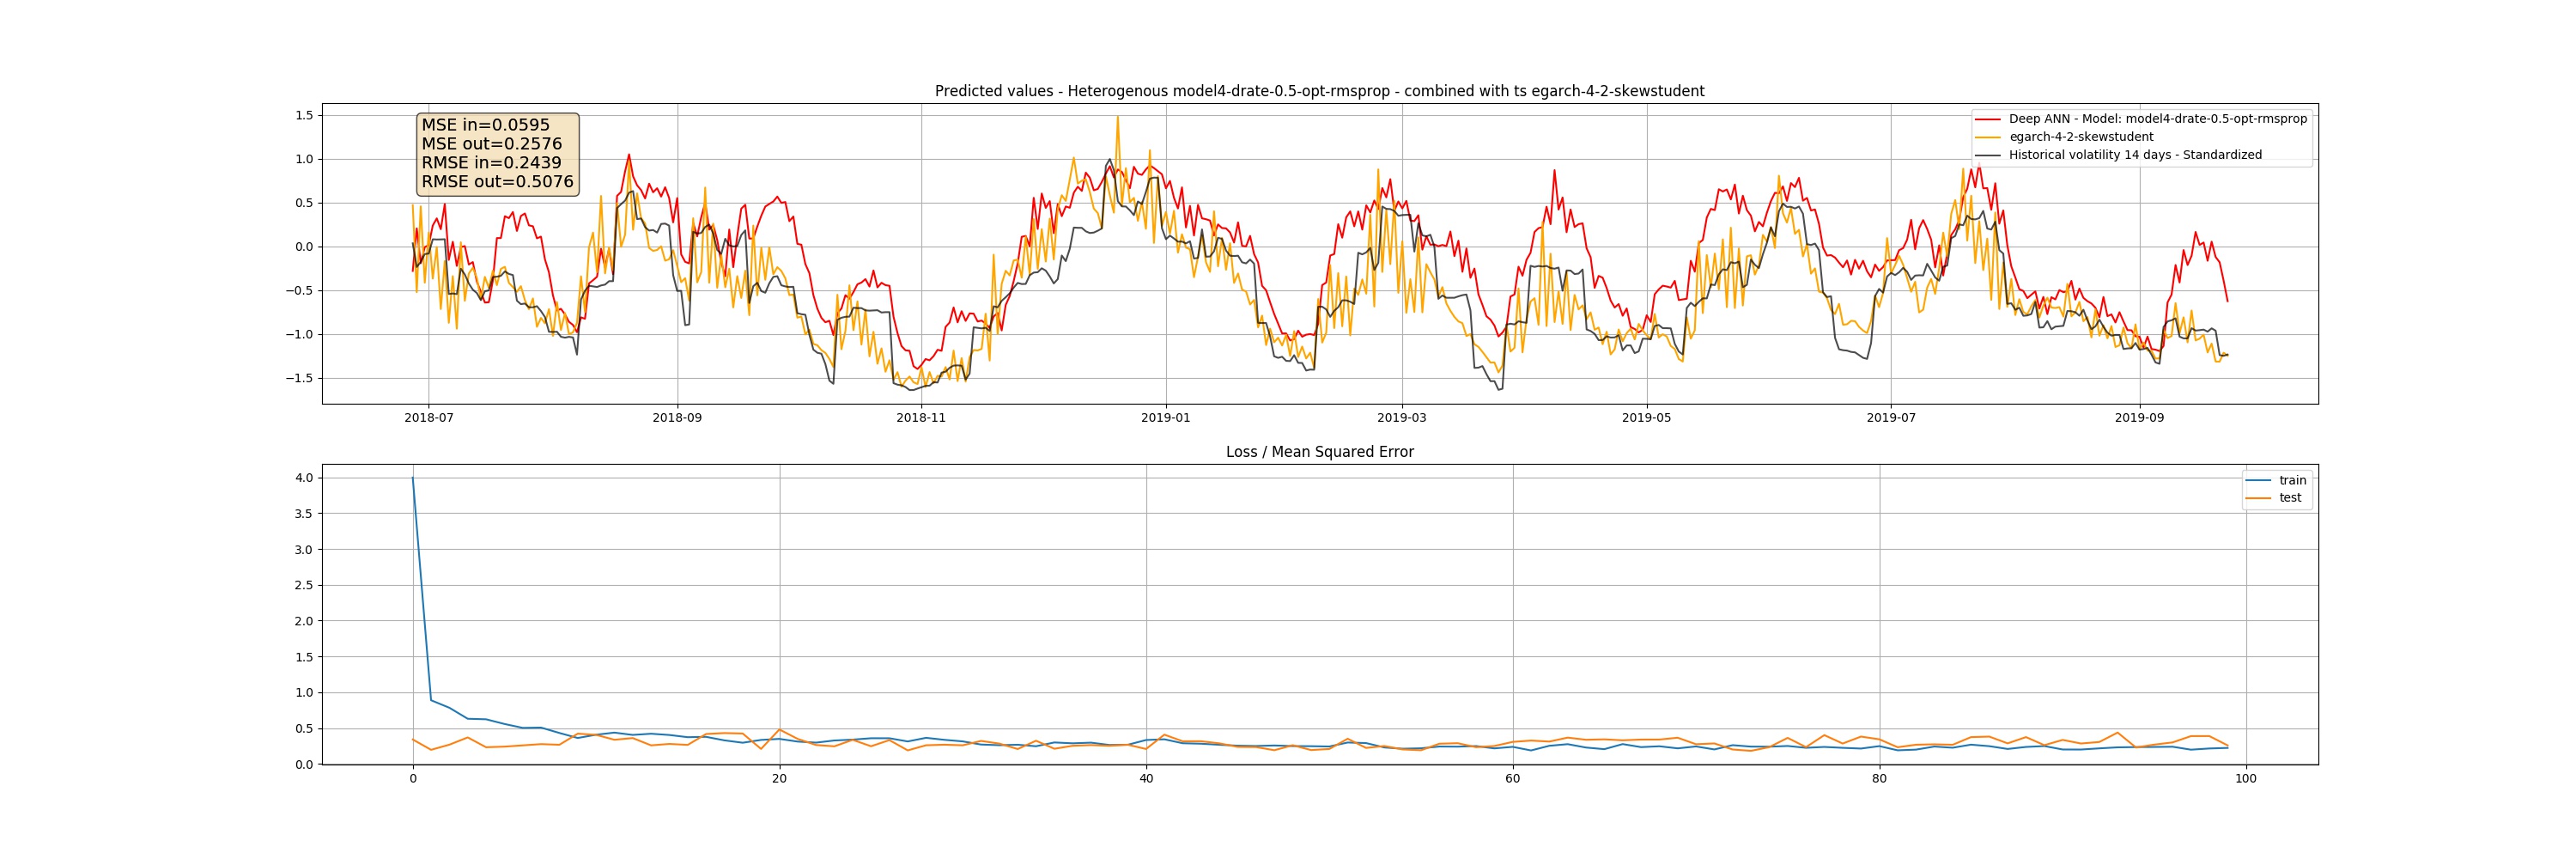 Predicted values - Heterogenous model4-drate-0.5-opt-rmsprop - combined with ts egarch-4-2-skewstudent
MSE in=0.0595
MSE out=0.2576
RMSE in=0.2439
RMSE out=0.5076
Deep ANN - Model: model4-drate-0.5-opt-rmsprop
egarch-4-2-skewstudent
Historical volatility 14 days - Standardized
1.5
1.0
0.5
0.0
−0.5
−1.0
−1.5
2018-07 2018-09 2018-11 2019-01 2019-03 2019-05 2019-07 2019-09
Loss / Mean Squared Error
train
test
4.0
3.5
3.0
2.5
2.0
1.5
1.0
0.5
0.0
0 20 40 60 80 100